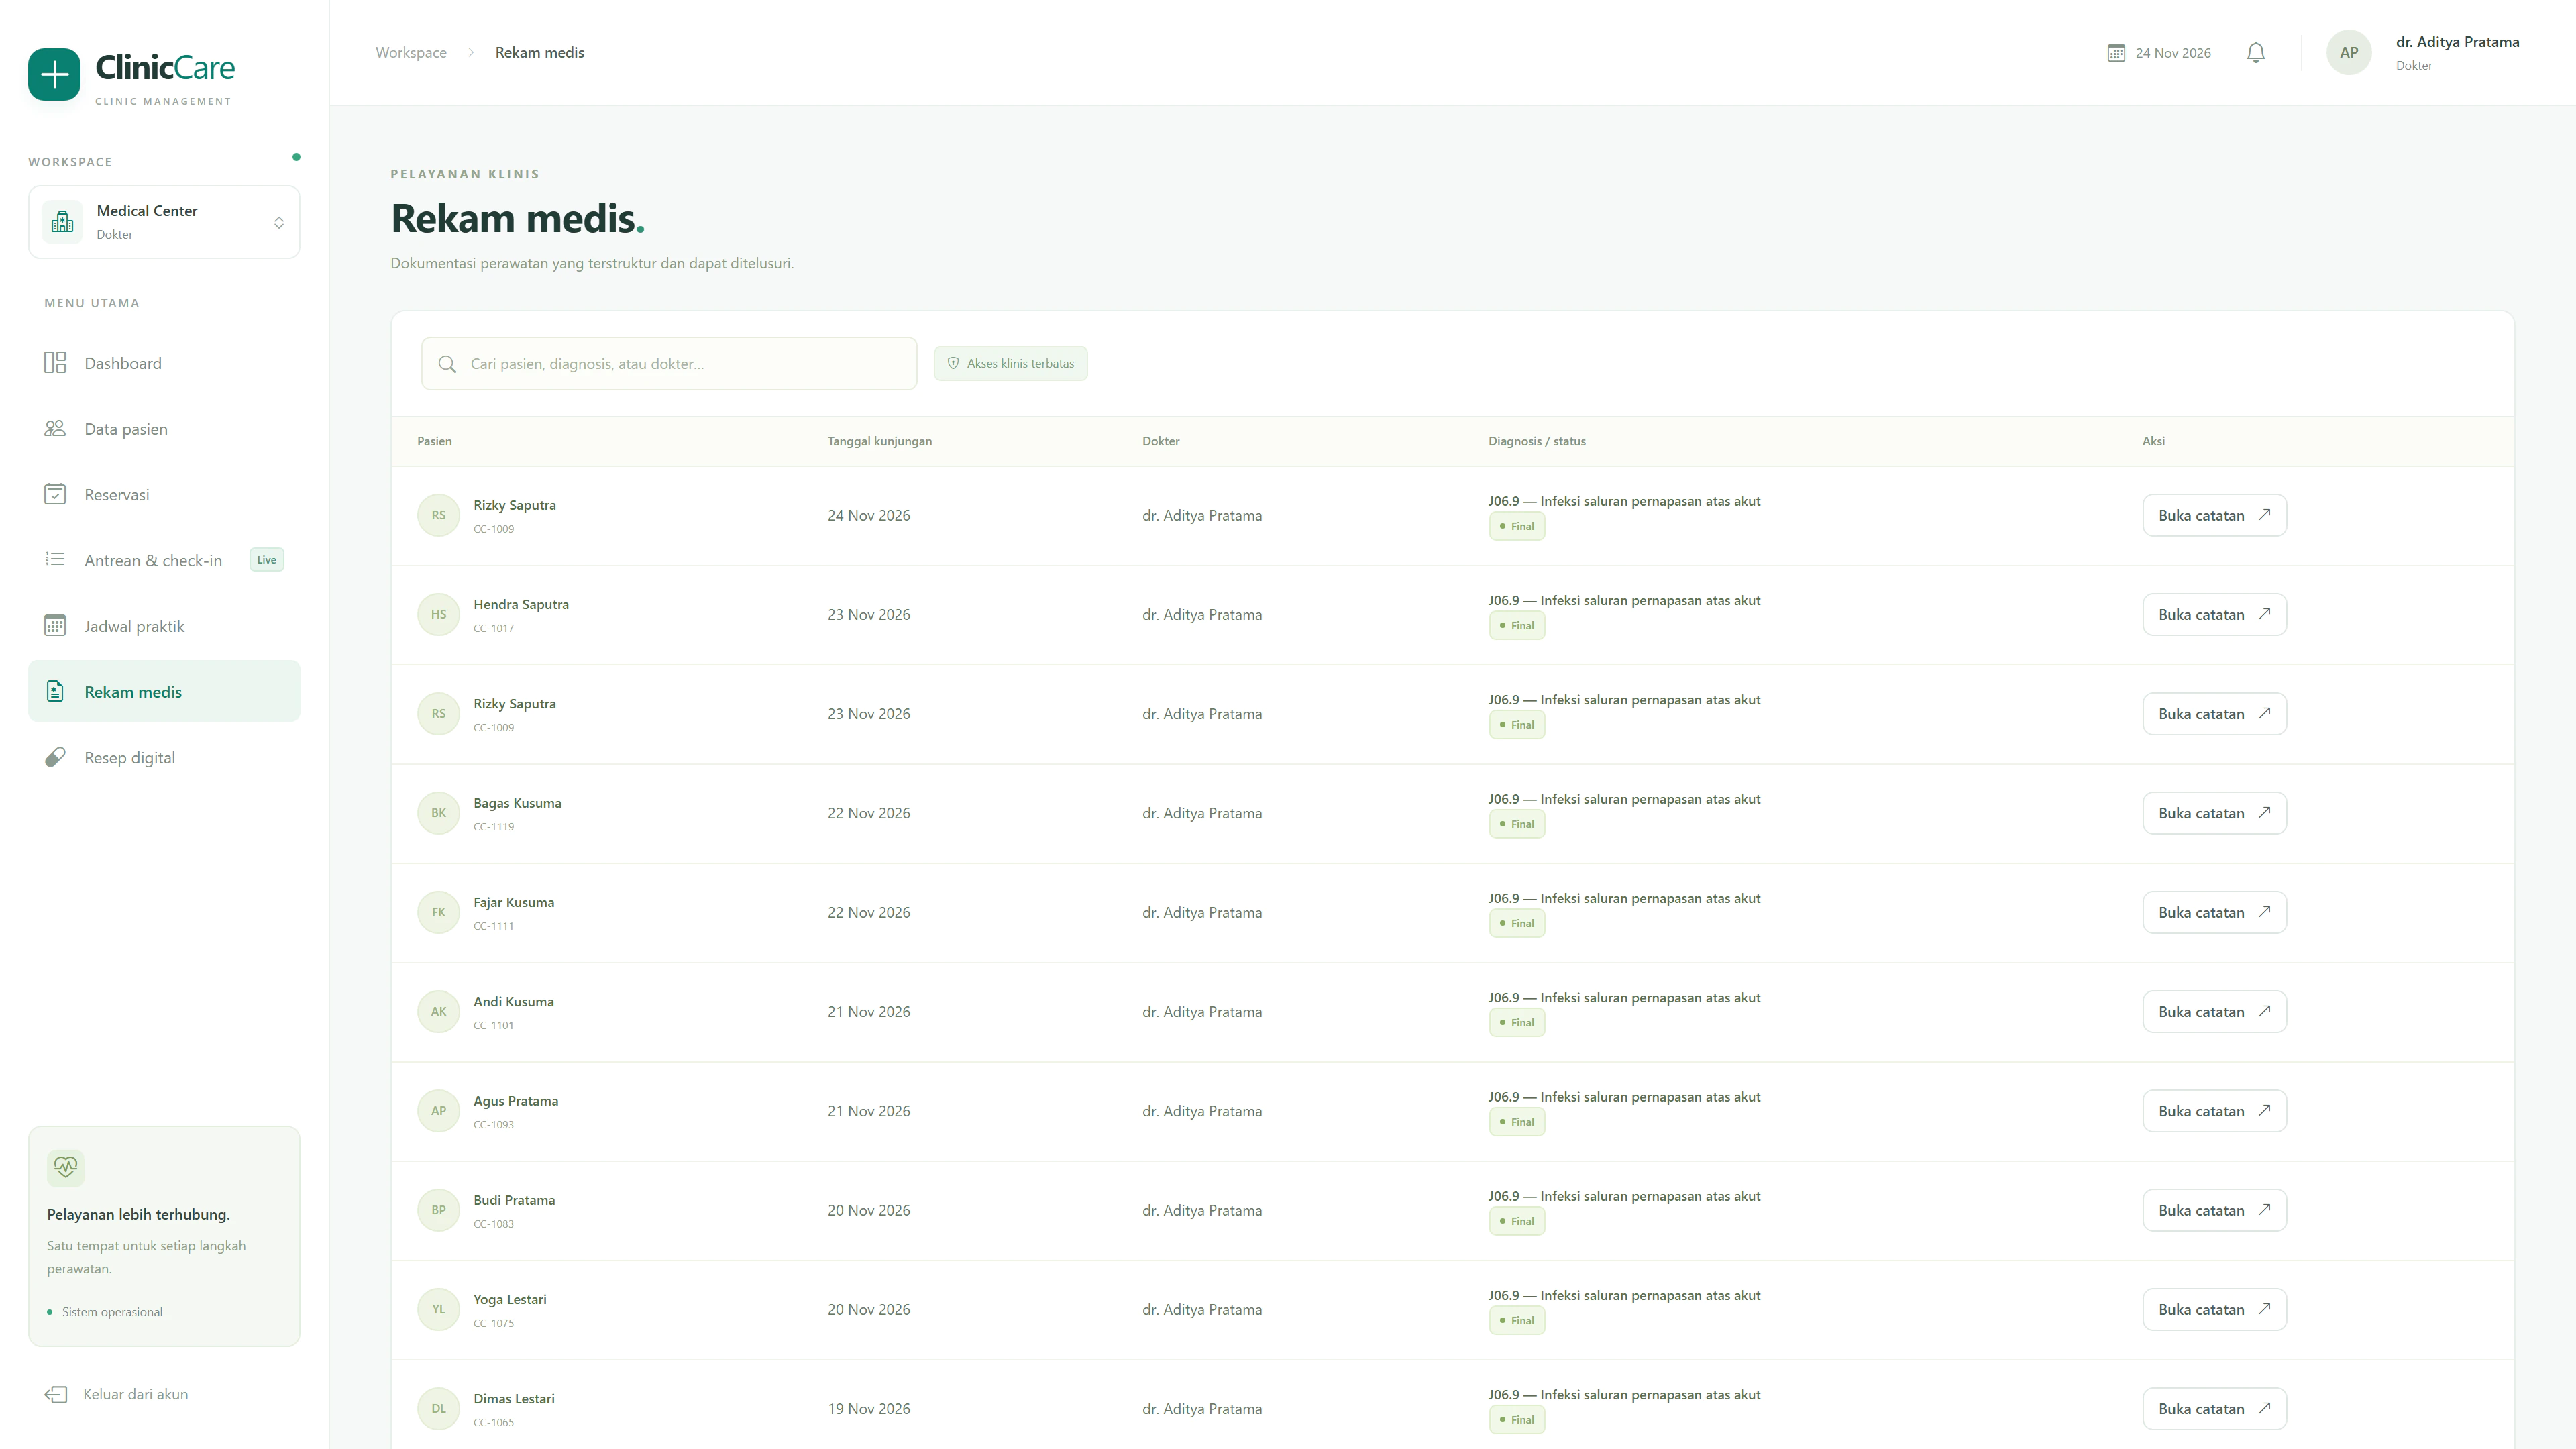 ClinicCare
CLINIC MANAGEMENT
WORKSPACE
Medical Center
Dokter
MENU UTAMA
Dashboard
Data pasien
Reservasi
Antrean & check-in Live
Jadwal praktik
Rekam medis
Resep digital
Pelayanan lebih terhubung.
Satu tempat untuk setiap langkah
perawatan.
Sistem operasional
Keluar dari akun
Workspace Rekam medis
24 Nov 2026
AP
dr. Aditya Pratama
Dokter
PELAYANAN KLINIS
Rekam medis.
Dokumentasi perawatan yang terstruktur dan dapat ditelusuri.
Cari pasien, diagnosis, atau dokter...
Akses klinis terbatas
Pasien Tanggal kunjungan Dokter Diagnosis / status Aksi
RS Rizky Saputra 24 Nov 2026 dr. Aditya Pratama J06.9 — Infeksi saluran pernapasan atas akut Buka catatan
CC-1009 Final
HS Hendra Saputra 23 Nov 2026 dr. Aditya Pratama J06.9 — Infeksi saluran pernapasan atas akut Buka catatan
CC-1017 Final
RS Rizky Saputra 23 Nov 2026 dr. Aditya Pratama J06.9 — Infeksi saluran pernapasan atas akut Buka catatan
CC-1009 Final
BK Bagas Kusuma 22 Nov 2026 dr. Aditya Pratama J06.9 — Infeksi saluran pernapasan atas akut Buka catatan
CC-1119 Final
FK Fajar Kusuma 22 Nov 2026 dr. Aditya Pratama J06.9 — Infeksi saluran pernapasan atas akut Buka catatan
CC-1111 Final
AK Andi Kusuma 21 Nov 2026 dr. Aditya Pratama J06.9 — Infeksi saluran pernapasan atas akut Buka catatan
CC-1101 Final
AP Agus Pratama 21 Nov 2026 dr. Aditya Pratama J06.9 — Infeksi saluran pernapasan atas akut Buka catatan
CC-1093 Final
BP Budi Pratama 20 Nov 2026 dr. Aditya Pratama J06.9 — Infeksi saluran pernapasan atas akut Buka catatan
CC-1083 Final
YL Yoga Lestari 20 Nov 2026 dr. Aditya Pratama J06.9 — Infeksi saluran pernapasan atas akut Buka catatan
CC-1075 Final
DL Dimas Lestari 19 Nov 2026 dr. Aditya Pratama J06.9 — Infeksi saluran pernapasan atas akut Buka catatan
CC-1065 Final